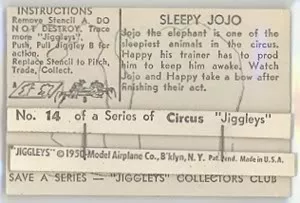 INSTRUCTIONS
Remove Stencil A. DO
NOT DESTROY. Trace
more "Jiggleys".
Push, Pull Jiggley B for
action.
Replace Stencil to Pitch,
Trade, Collect.
SLEEPY JOJO
Jojo the elephant is one of the
sleepiest animals in the circus.
Happy his trainer has to prod
him to keep him awake. Watch
Jojo and Happy take a bow after
finishing their act.
No. 14 of a Series of Circus "Jiggleys"
"JIGGLEYS" © 1950 Model Airplane Co., B'klyn, N. Y. Pat. Pend. Made in U.S.A.
SAVE A SERIES — "JIGGLEYS" COLLECTORS CLUB